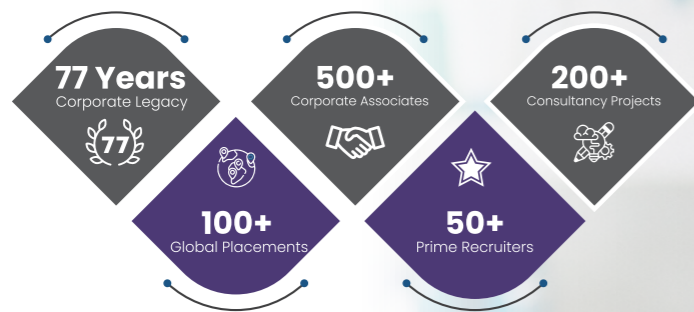 77 Years
Corporate Legacy
77
100+
Global Placements
500+
Corporate Associates
50+
Prime Recruiters
200+
Consultancy Projects